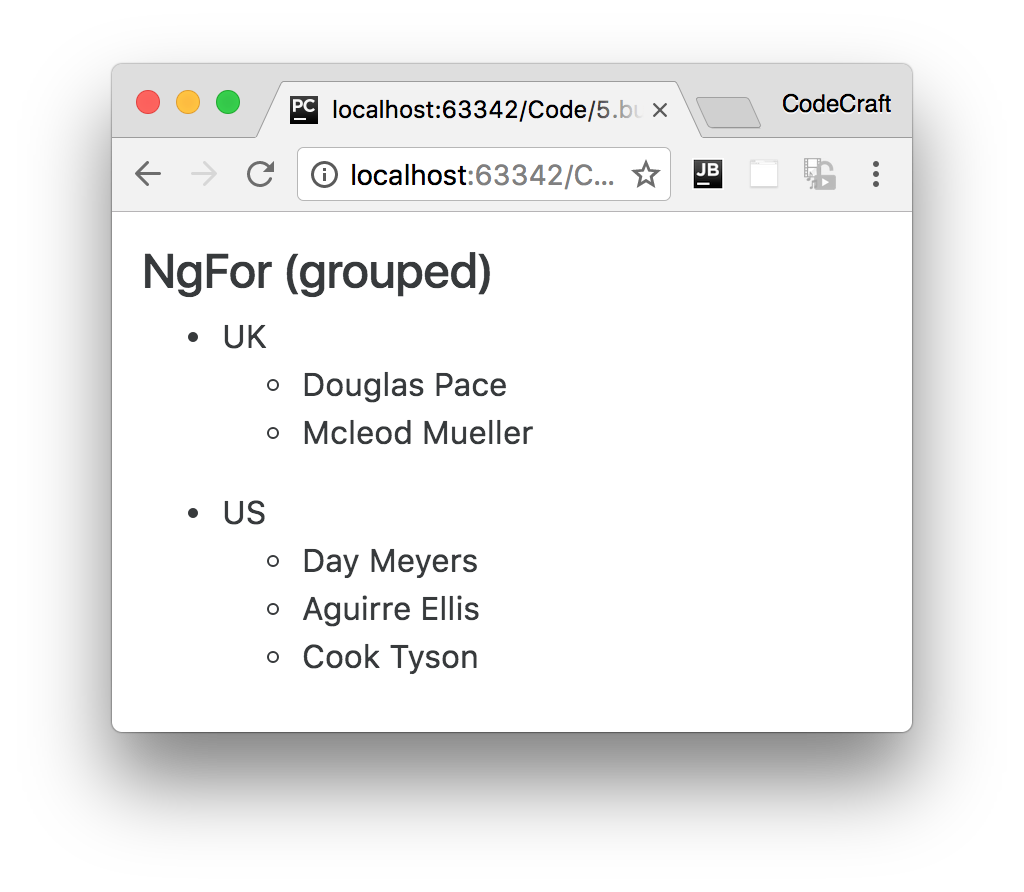 PC
localhost:63342/Code/5.bu
CodeCraft
localhost:63342/C...
JB
NgFor (grouped)
UK
Douglas Pace
Mcleod Mueller
US
Day Meyers
Aguirre Ellis
Cook Tyson